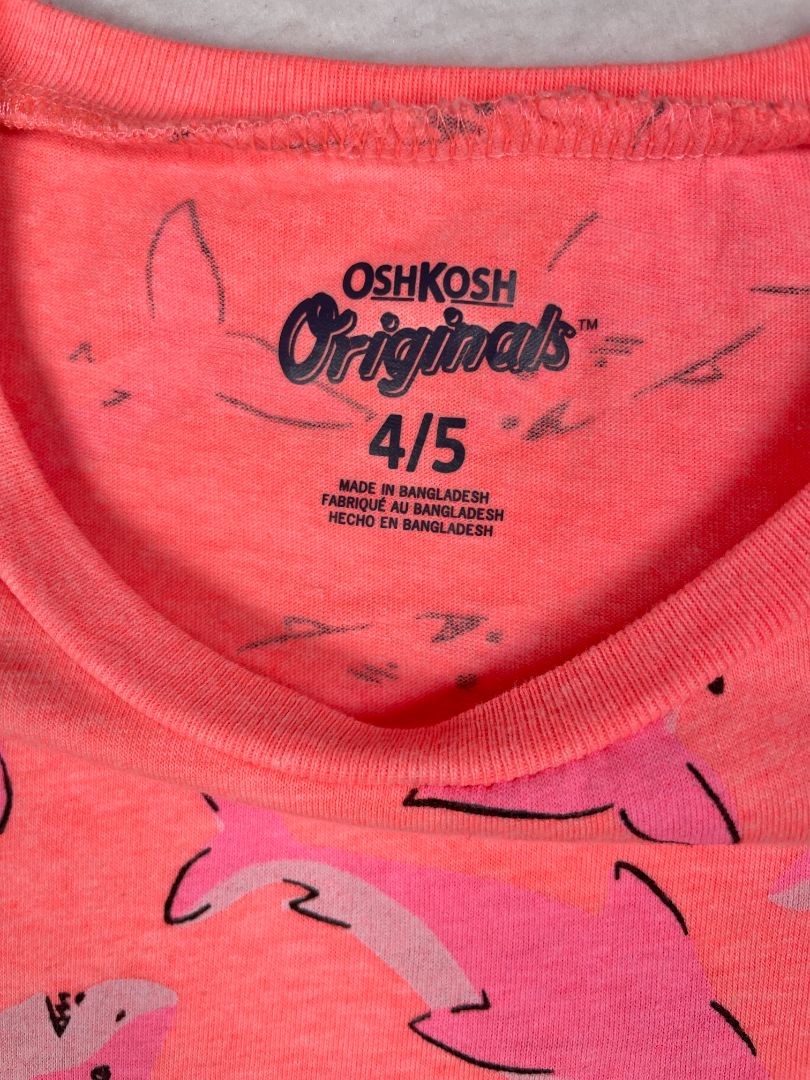 OSHKOSH
Originals™
4/5
MADE IN BANGLADESH
FABRIQUÉ AU BANGLADESH
HECHO EN BANGLADESH